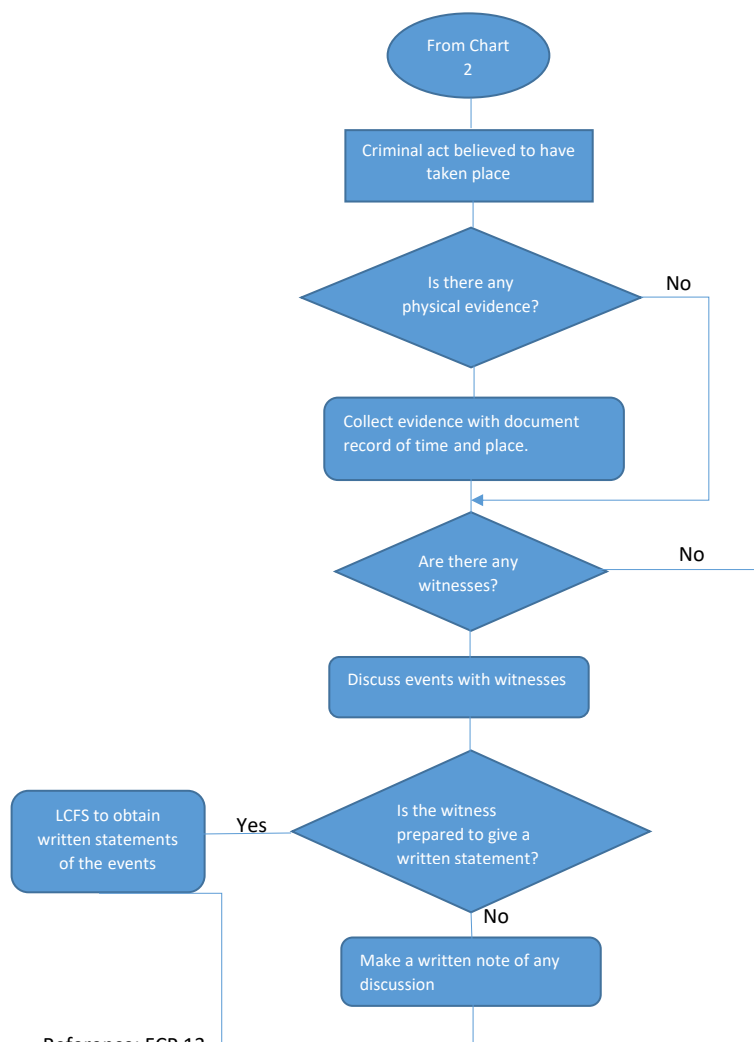 From Chart
2
Criminal act believed to have
taken place
Is there any
physical evidence?
No
Collect evidence with document
record of time and place.
Are there any
witnesses?
No
Discuss events with witnesses
Is the witness
prepared to give a
written statement?
Yes
LCFS to obtain
written statements
of the events
No
Make a written note of any
discussion